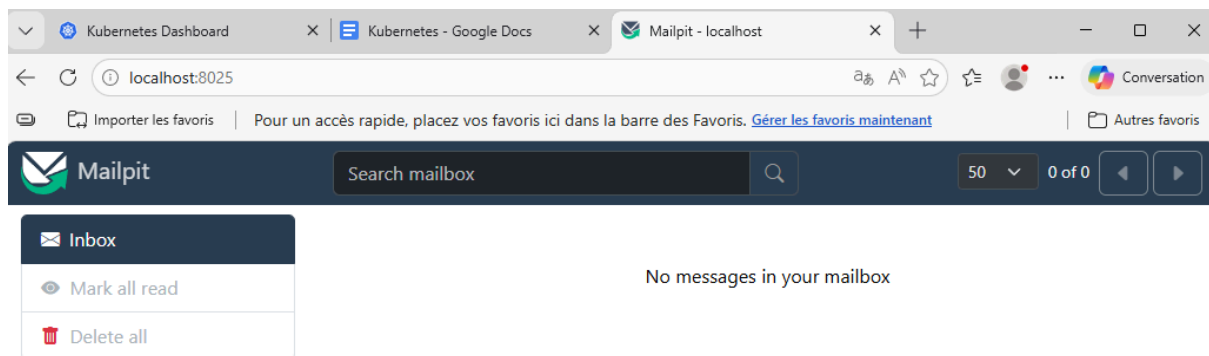 Kubernetes Dashboard
Kubernetes - Google Docs
Mailpit - localhost
localhost:8025
Conversation
Importer les favoris
Pour un accès rapide, placez vos favoris ici dans la barre des Favoris. Gérer les favoris maintenant
Autres favoris
Mailpit
Search mailbox
50
0 of 0
Inbox
No messages in your mailbox
Mark all read
Delete all